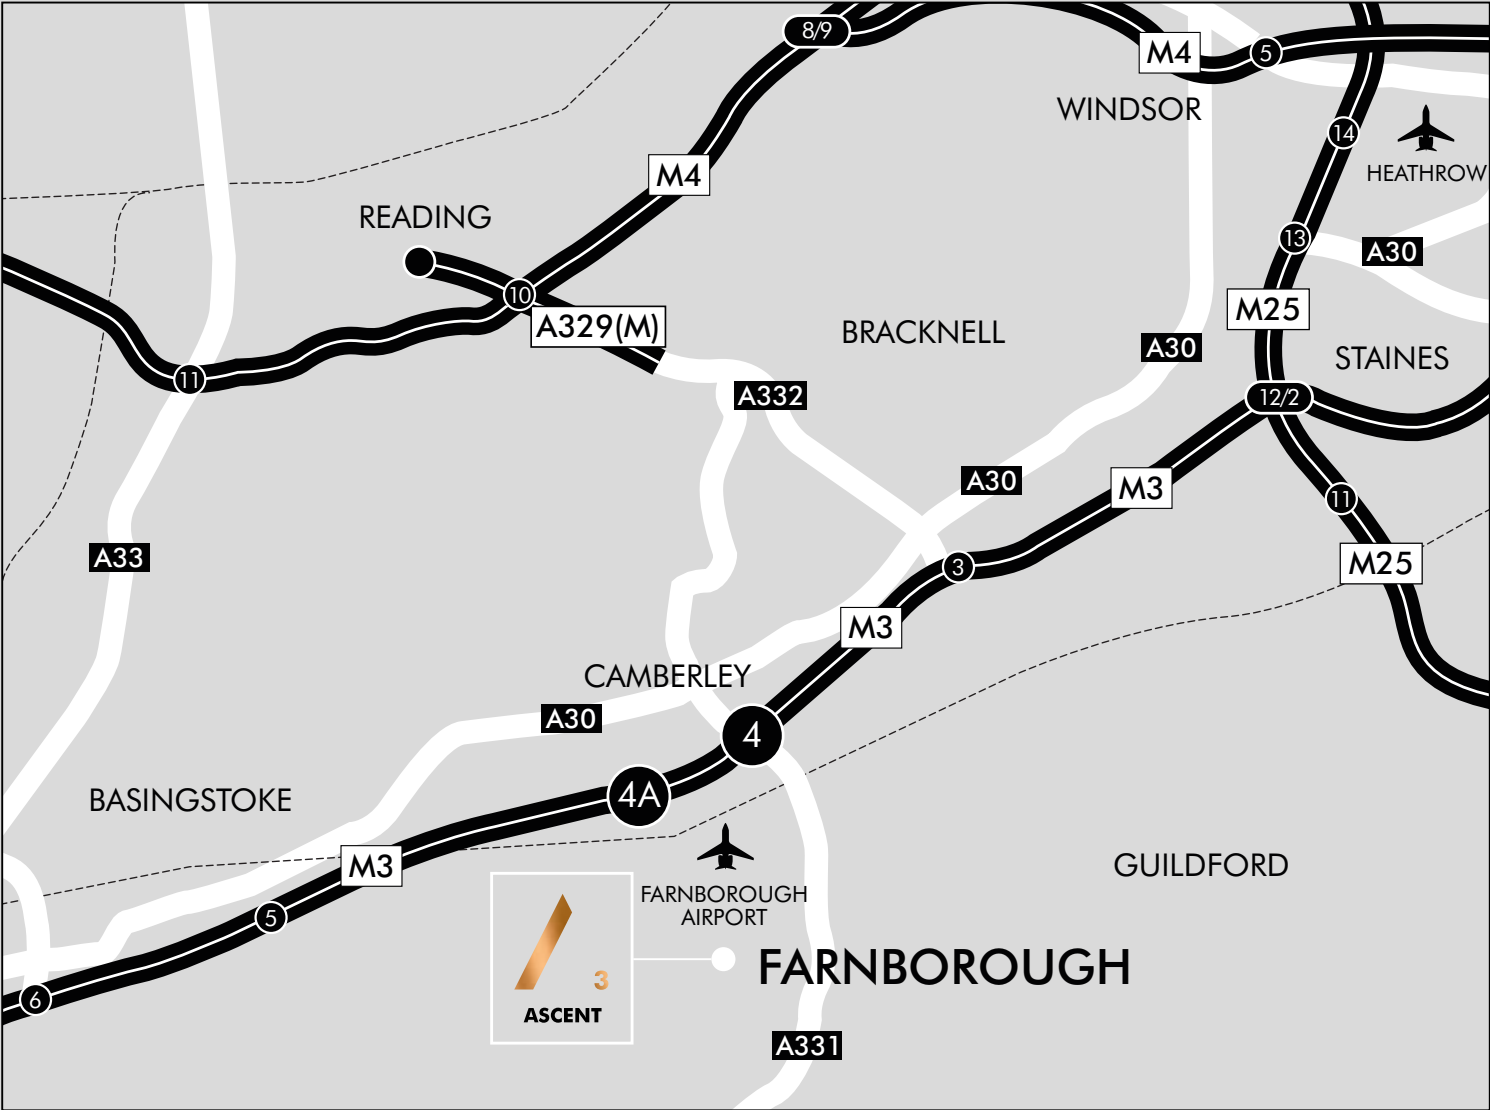 8/9
M4
5
WINDSOR
14
HEATHROW
M4
READING
13
A30
10
M25
A329(M)
BRACKNELL
A30
STAINES
11
A332
12/2
A30
M3
11
A33
3
M25
M3
CAMBERLEY
A30
4
4A
BASINGSTOKE
M3
GUILDFORD
FARNBOROUGH
AIRPORT
5
FARNBOROUGH
3
ASCENT
6
A331